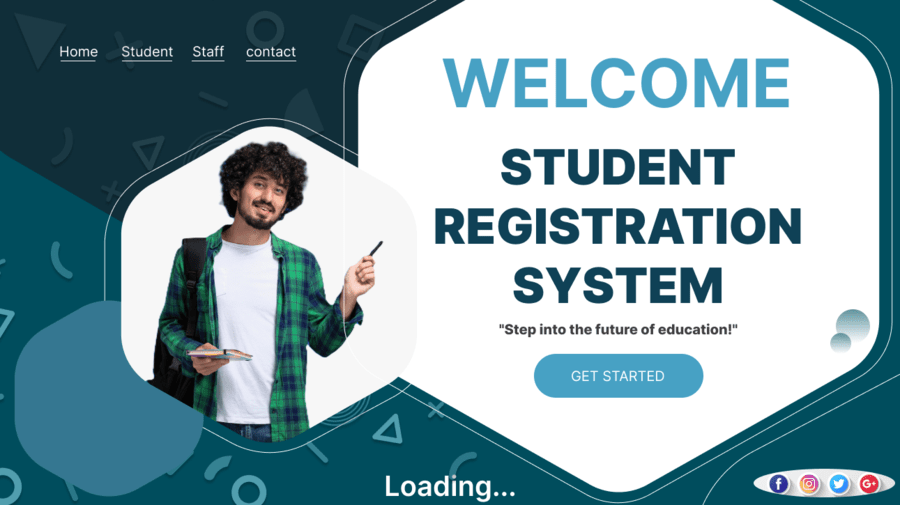 Home Student Staff contact
WELCOME
STUDENT
REGISTRATION
SYSTEM
"Step into the future of education!"
GET STARTED
Loading...
f G+